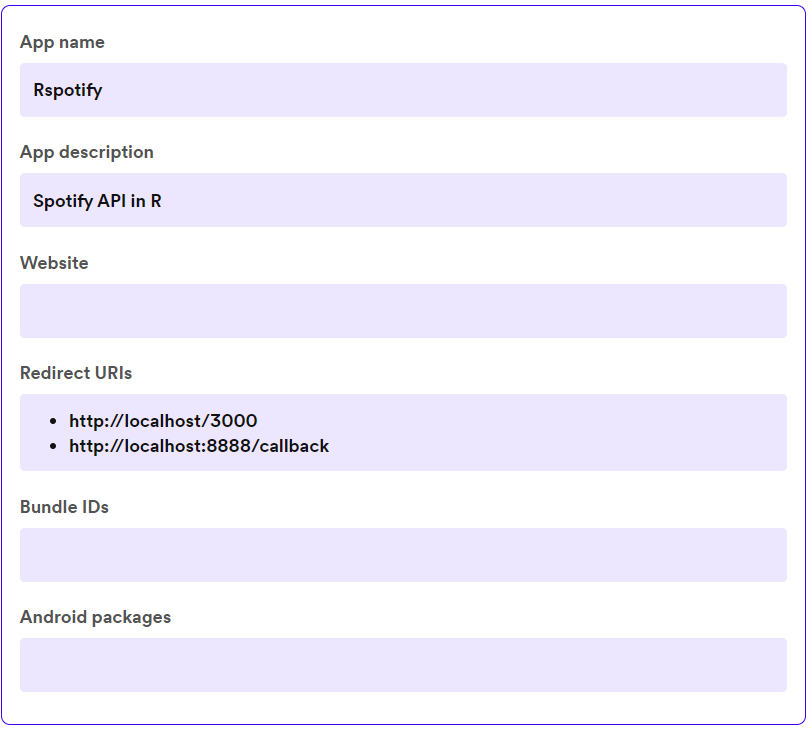 App name
Rspotify
App description
Spotify API in R
Website
Redirect URIs
• http://localhost/3000
• http://localhost:8888/callback
Bundle IDs
Android packages